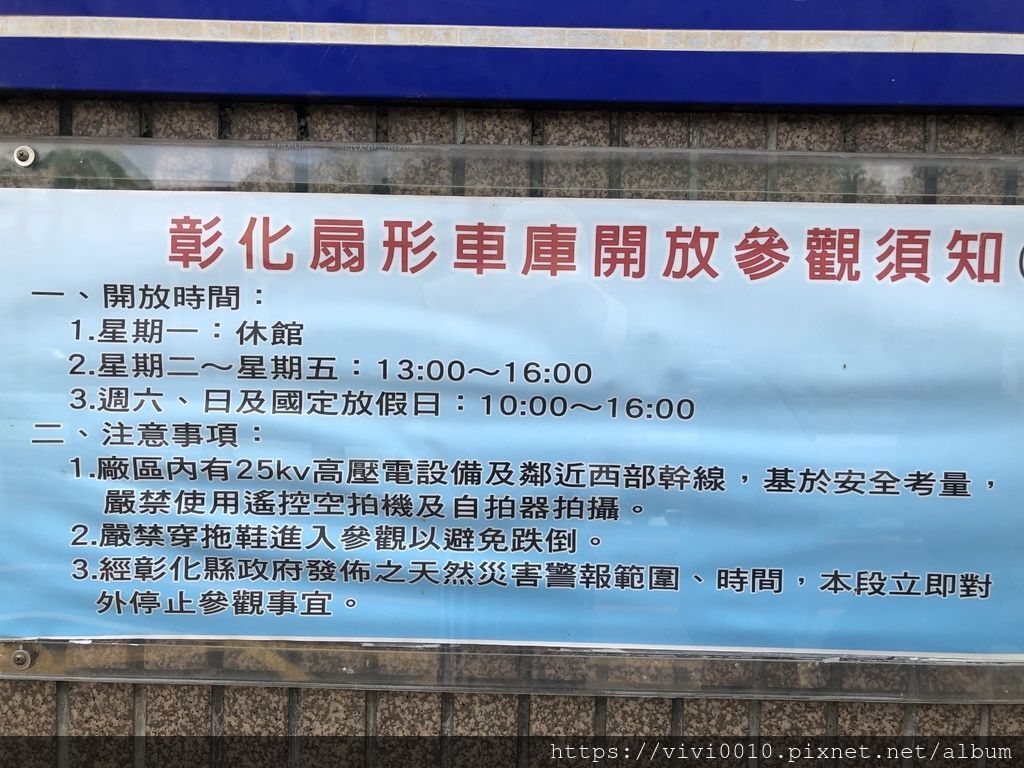 彰化扇形車庫開放參觀須知
一、開放時間：
1.星期一：休館
2.星期二～星期五：13:00～16:00
3.週六、日及國定放假日：10:00～16:00
二、注意事項：
1.廠區內有25kv高壓電設備及鄰近西部幹線，基於安全考量，
嚴禁使用遙控空拍機及自拍器拍攝。
2.嚴禁穿拖鞋進入參觀以避免跌倒。
3.經彰化縣政府發佈之天然災害警報範圍、時間，本段立即對
外停止參觀事宜。
https://vivi0010.pixnet.net/album